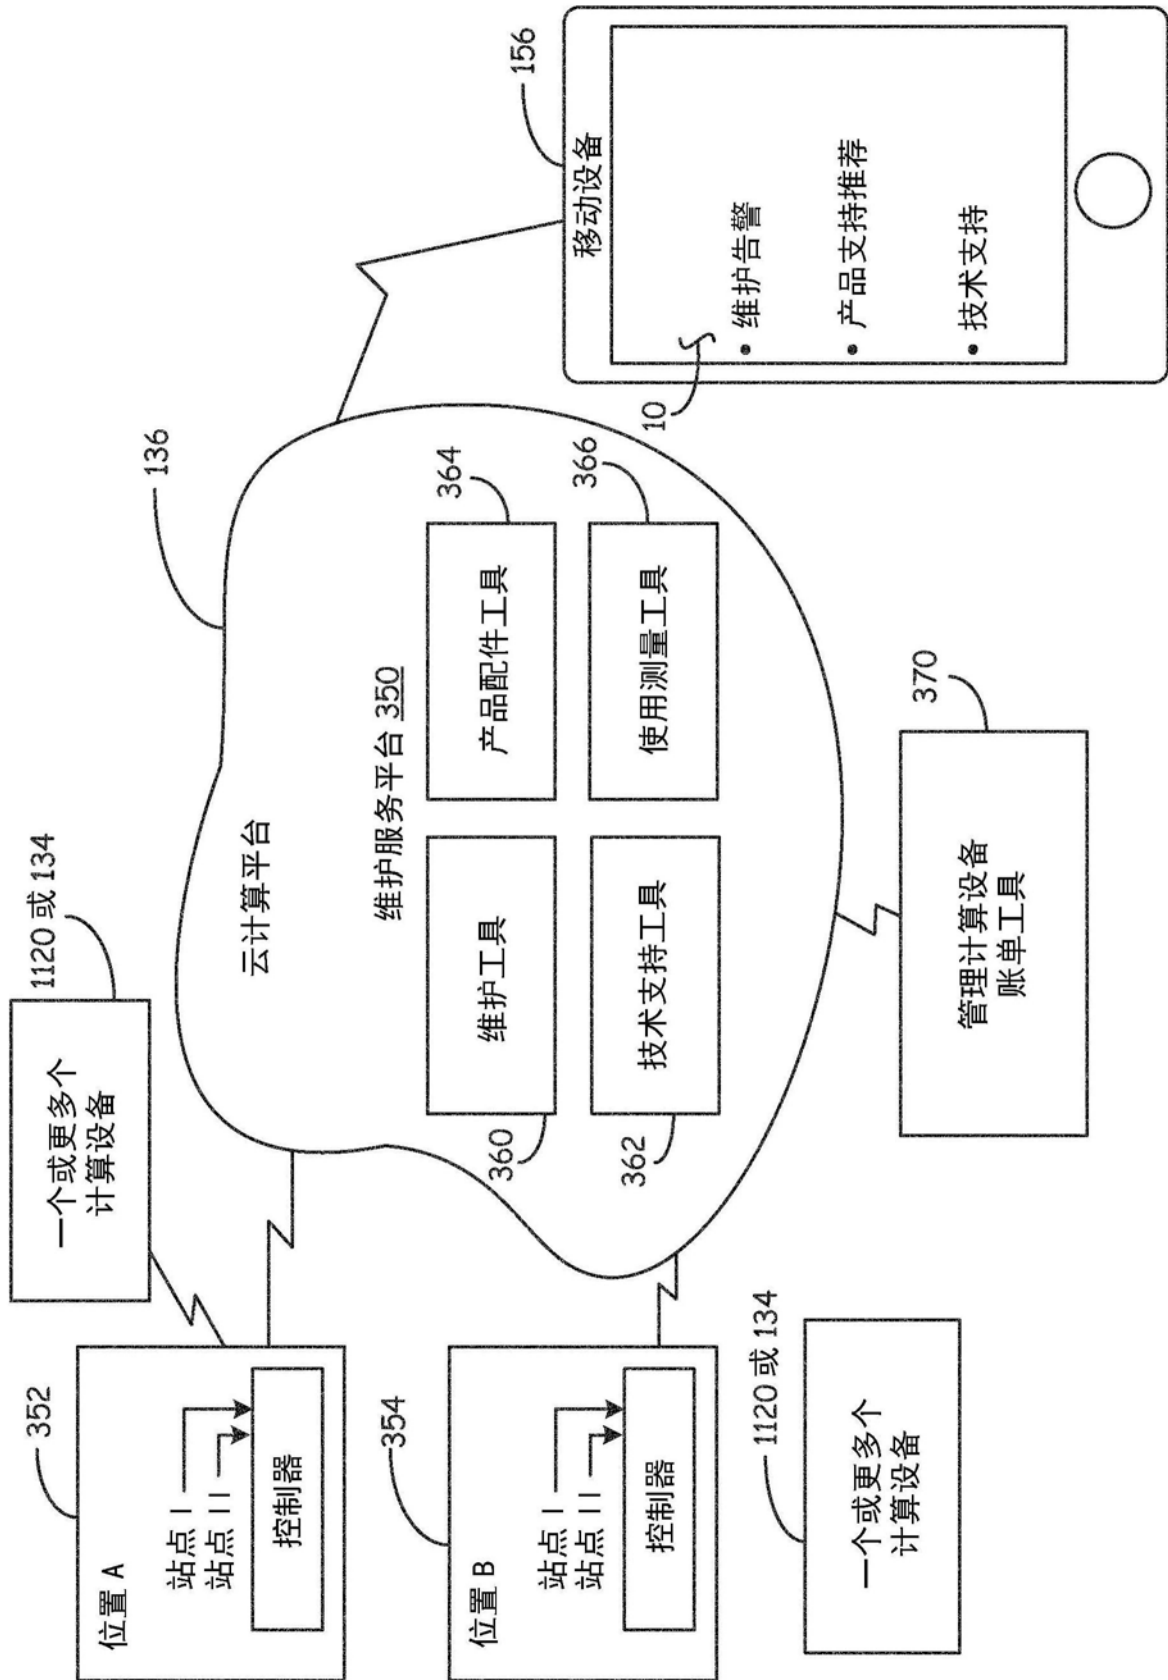 352
位置 A
站点 I
站点 II
控制器
1120 或 134
一个或更多个
计算设备
354
位置 B
站点 I
站点 II
控制器
1120 或 134
一个或更多个
计算设备
136
云计算平台
维护服务平台 350
维护工具
360
产品配件工具
364
技术支持工具
362
使用测量工具
366
管理计算设备
账单工具
370
156
移动设备
10
• 维护告警
• 产品支持推荐
• 技术支持